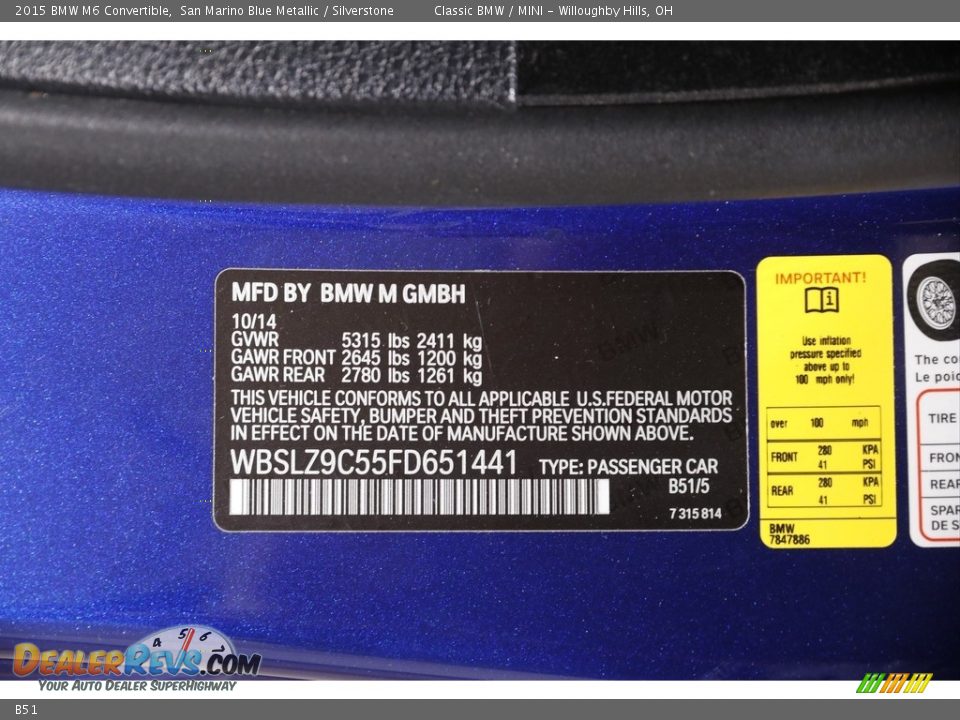 2015 BMW M6 Convertible, San Marino Blue Metallic / Silverstone Classic BMW / MINI - Willoughby Hills, OH
MFD BY BMW M GMBH
10/14
GVWR 5315 lbs 2411 kg
GAWR FRONT 2645 lbs 1200 kg
GAWR REAR 2780 lbs 1261 kg
THIS VEHICLE CONFORMS TO ALL APPLICABLE U.S.FEDERAL MOTOR
VEHICLE SAFETY, BUMPER AND THEFT PREVENTION STANDARDS
IN EFFECT ON THE DATE OF MANUFACTURE SHOWN ABOVE.
WBSLZ9C55FD651441 TYPE: PASSENGER CAR
B51/5
7 315 814
IMPORTANT!
Use inflation
pressure specified
above up to
100 mph only!
over 100 mph
FRONT 280 KPA
41 PSI
REAR 280 KPA
41 PSI
BMW
7847886
The co
Le poid
TIRE
FRON
REAR
SPAR
DE S
4 5 6 7
DEALERREVS.COM
YOUR AUTO DEALER SUPERHIGHWAY
B51